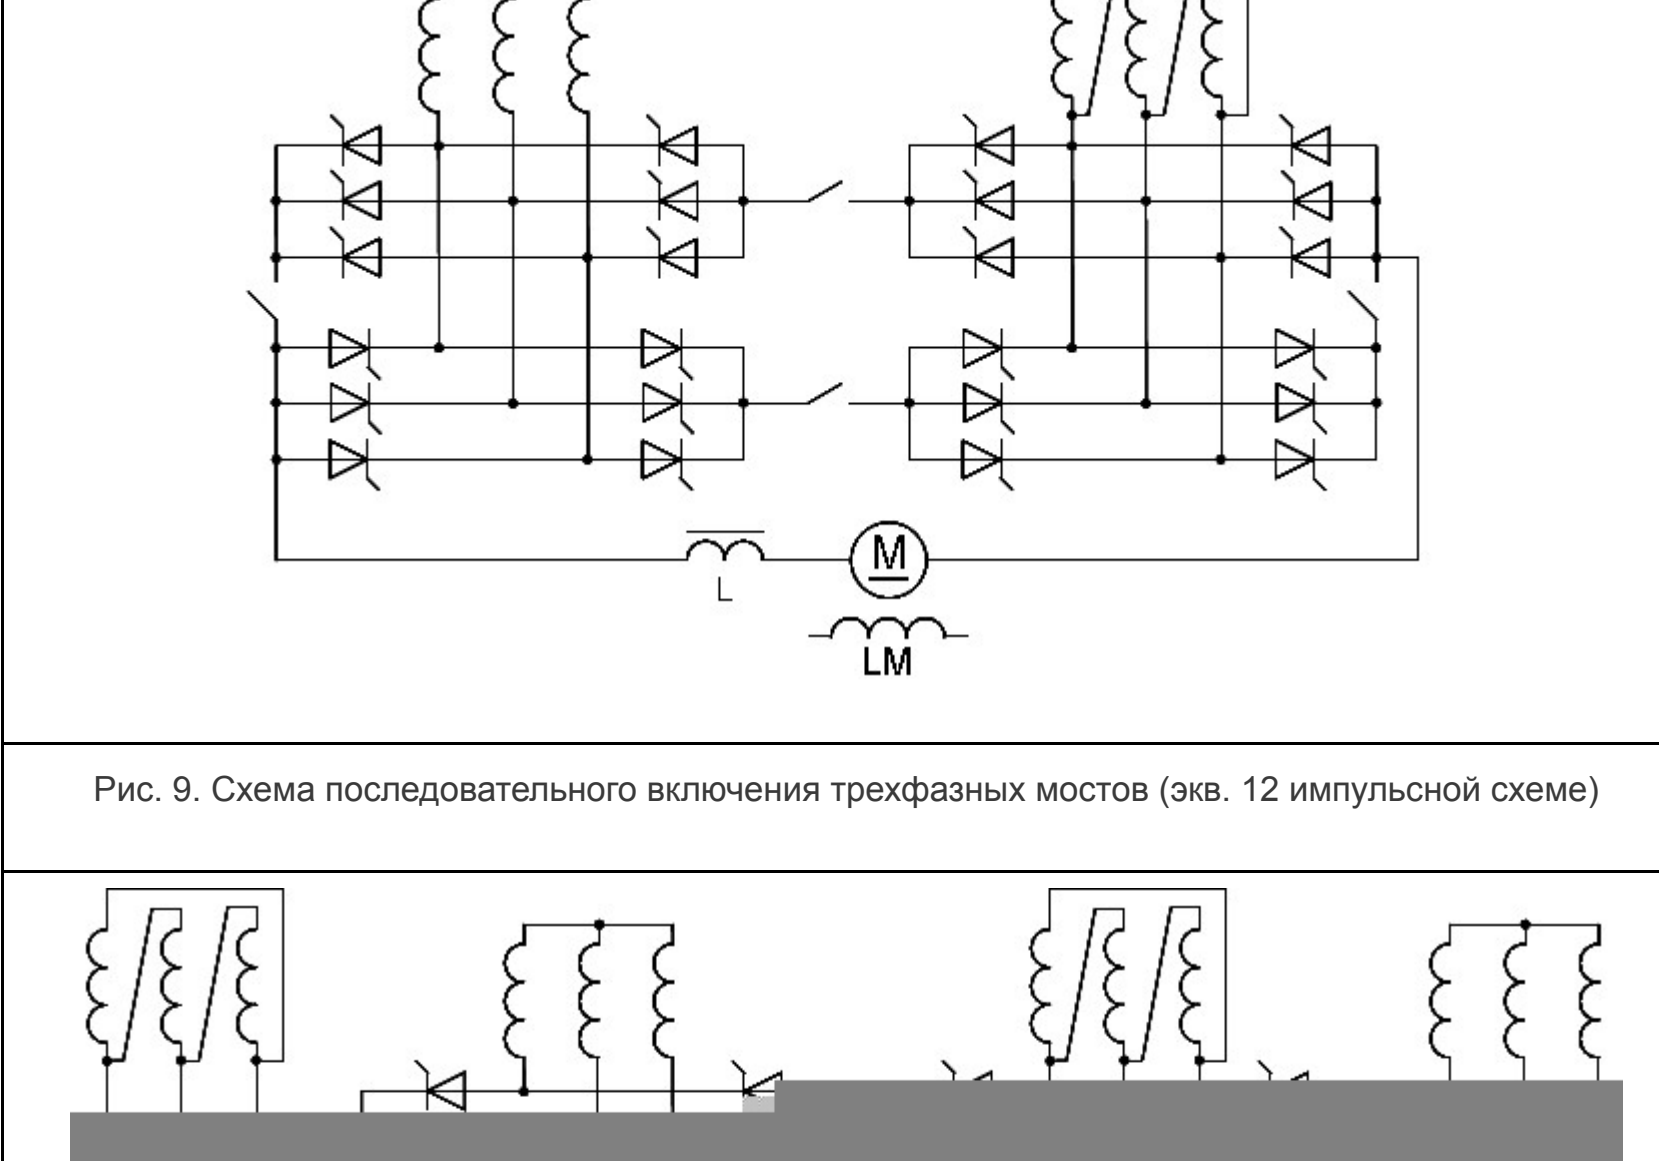 M
L
LM
Рис. 9. Схема последовательного включения трехфазных мостов (экв. 12 импульсной схеме)